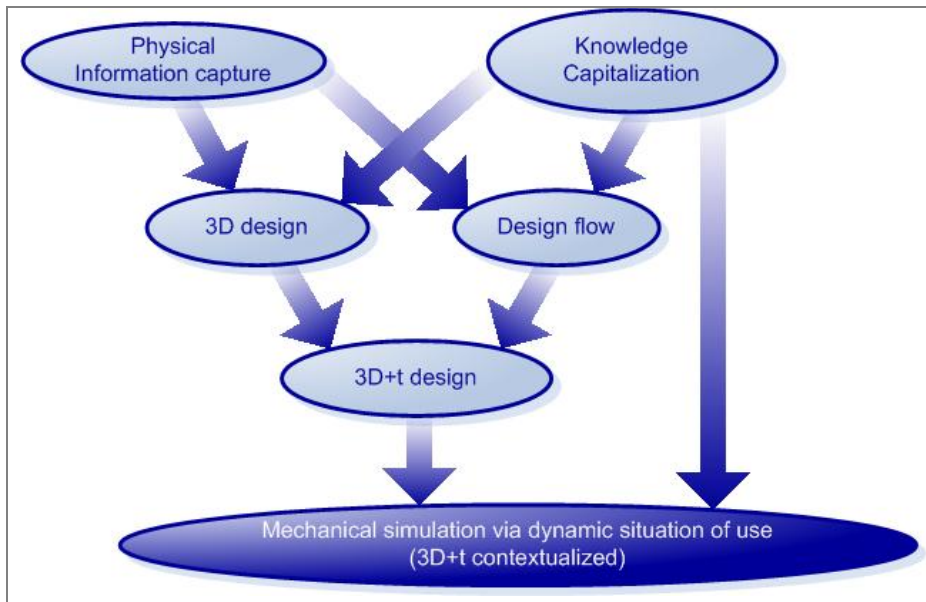 Physical
Information capture
Knowledge
Capitalization
3D design
Design flow
3D+t design
Mechanical simulation via dynamic situation of use
(3D+t contextualized)